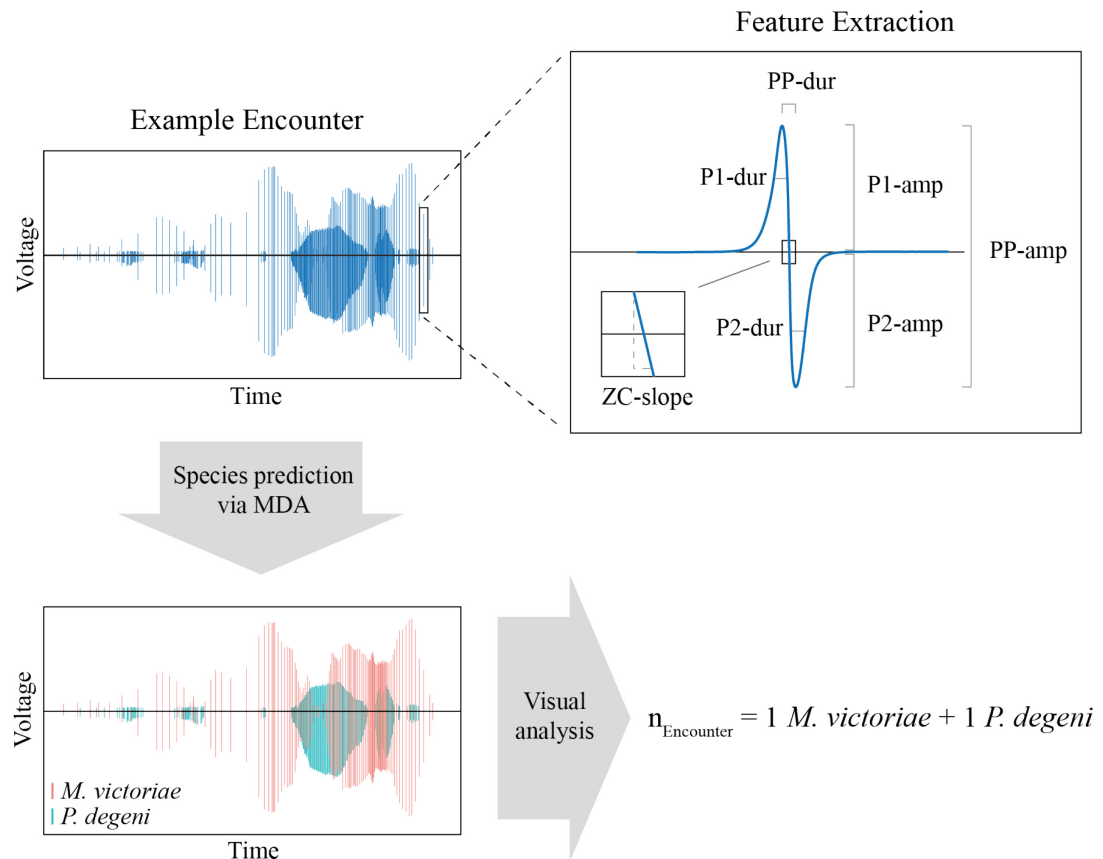 Feature Extraction
Example Encounter
Voltage
Time
PP-dur
P1-dur
P1-amp
PP-amp
P2-dur
P2-amp
ZC-slope
Species prediction
via MDA
Voltage
M. victoriae
P. degeni
Time
Visual
analysis
nEncounter = 1 M. victoriae + 1 P. degeni